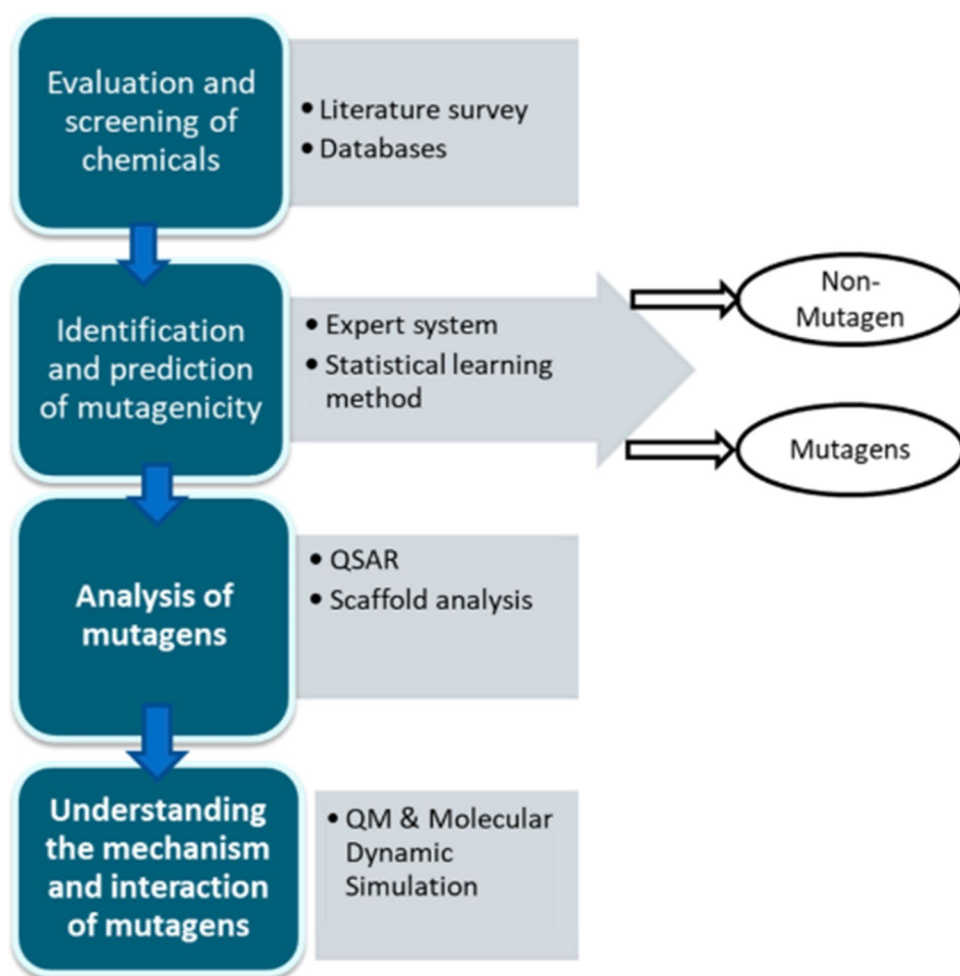 Evaluation and
screening of
chemicals
• Literature survey
• Databases
Identification
and prediction
of mutagenicity
• Expert system
• Statistical learning
method
Non-
Mutagen
Mutagens
Analysis of
mutagens
• QSAR
• Scaffold analysis
Understanding
the mechanism
and interaction
of mutagens
• QM & Molecular
Dynamic
Simulation